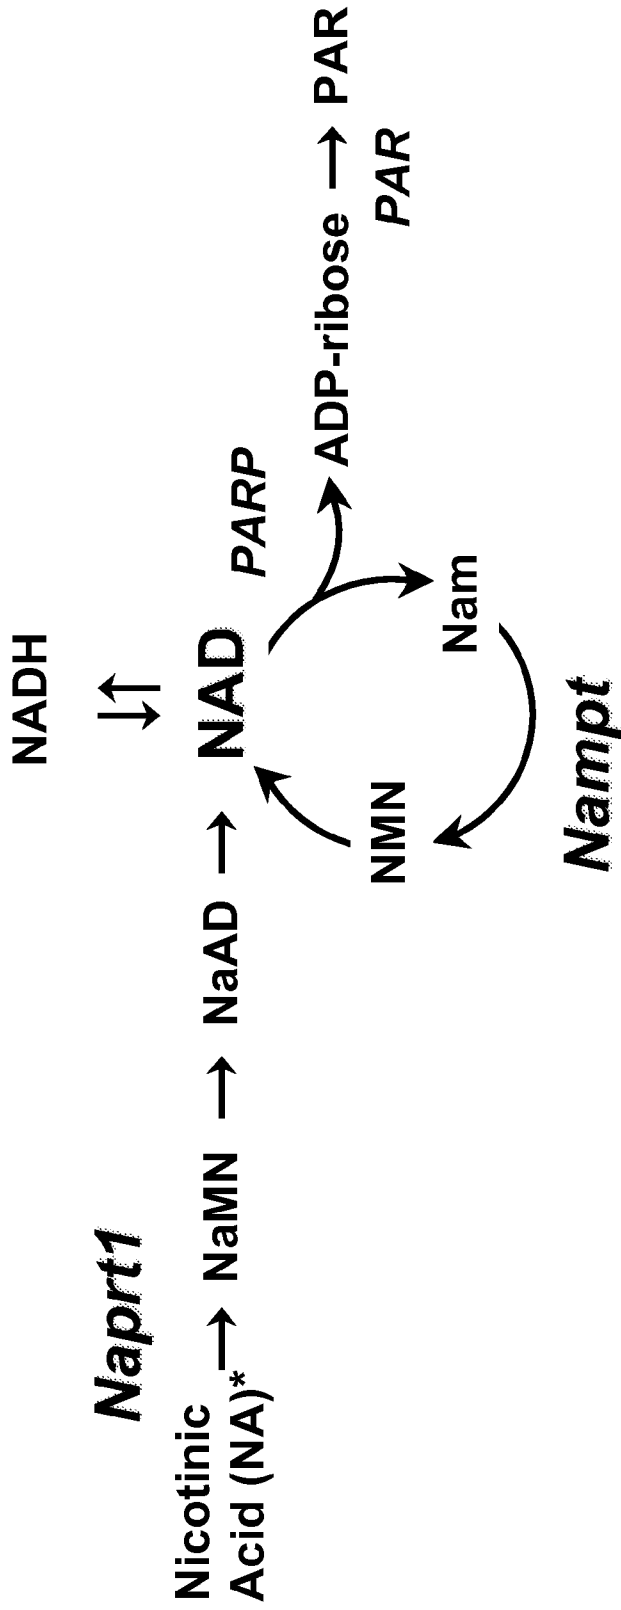 NADH
Naprt1
Nicotinic
Acid (NA)*
NaMN
NaAD
NAD
PARP
ADP-ribose
PAR
PAR
NMN
Nam
Nampt